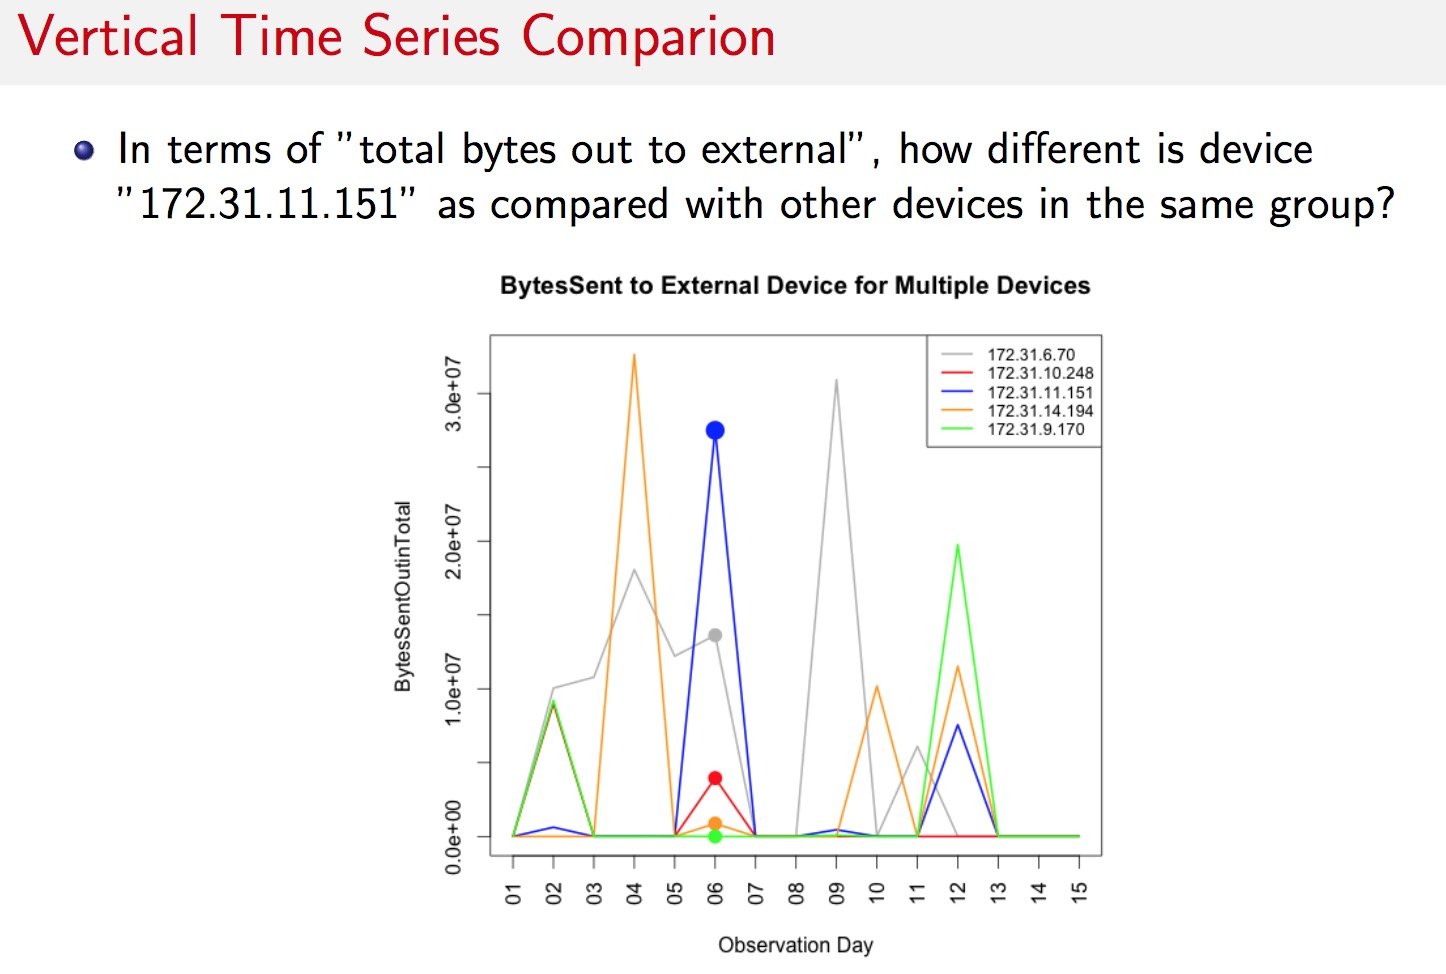 Vertical Time Series Comparion
In terms of "total bytes out to external", how different is device
"172.31.11.151" as compared with other devices in the same group?
BytesSent to External Device for Multiple Devices
172.31.6.70
172.31.10.248
172.31.11.151
172.31.14.194
172.31.9.170
BytesSentOutinTotal
3.0e+07
2.0e+07
1.0e+07
0.0e+00
01 02 03 04 05 06 07 08 09 10 11 12 13 14 15
Observation Day